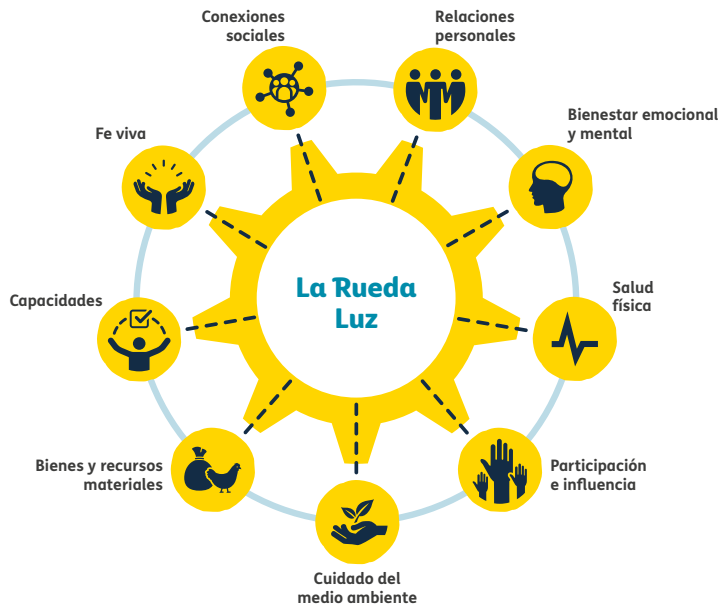 Conexiones
sociales
Relaciones
personales
Bienestar emocional
y mental
Fe viva
La Rueda
Luz
Salud
física
Capacidades
Bienes y recursos
materiales
Participación
e influencia
Cuidado del
medio ambiente